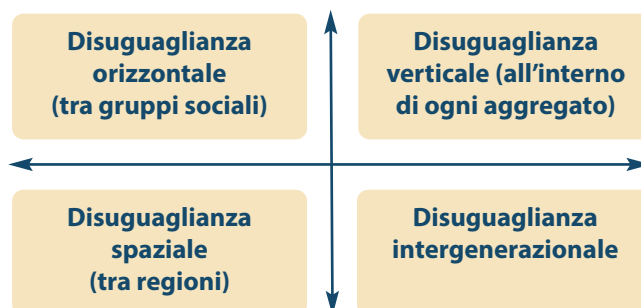 Disuguaglianza
orizzontale
(tra gruppi sociali)
Disuguaglianza
verticale (all’interno
di ogni aggregato)
Disuguaglianza
spaziale
(tra regioni)
Disuguaglianza
intergenerazionale